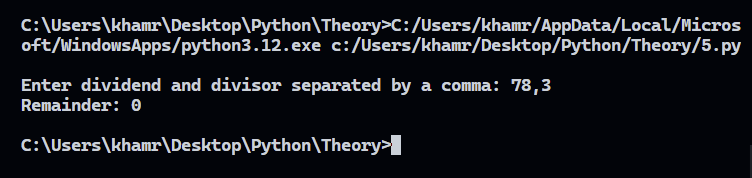 C:\Users\khamr\Desktop\Python\Theory>C:/Users/khamr/AppData/Local/Micros
oft/WindowsApps/python3.12.exe c:/Users/khamr/Desktop/Python/Theory/5.py
Enter dividend and divisor separated by a comma: 78,3
Remainder: 0
C:\Users\khamr\Desktop\Python\Theory>